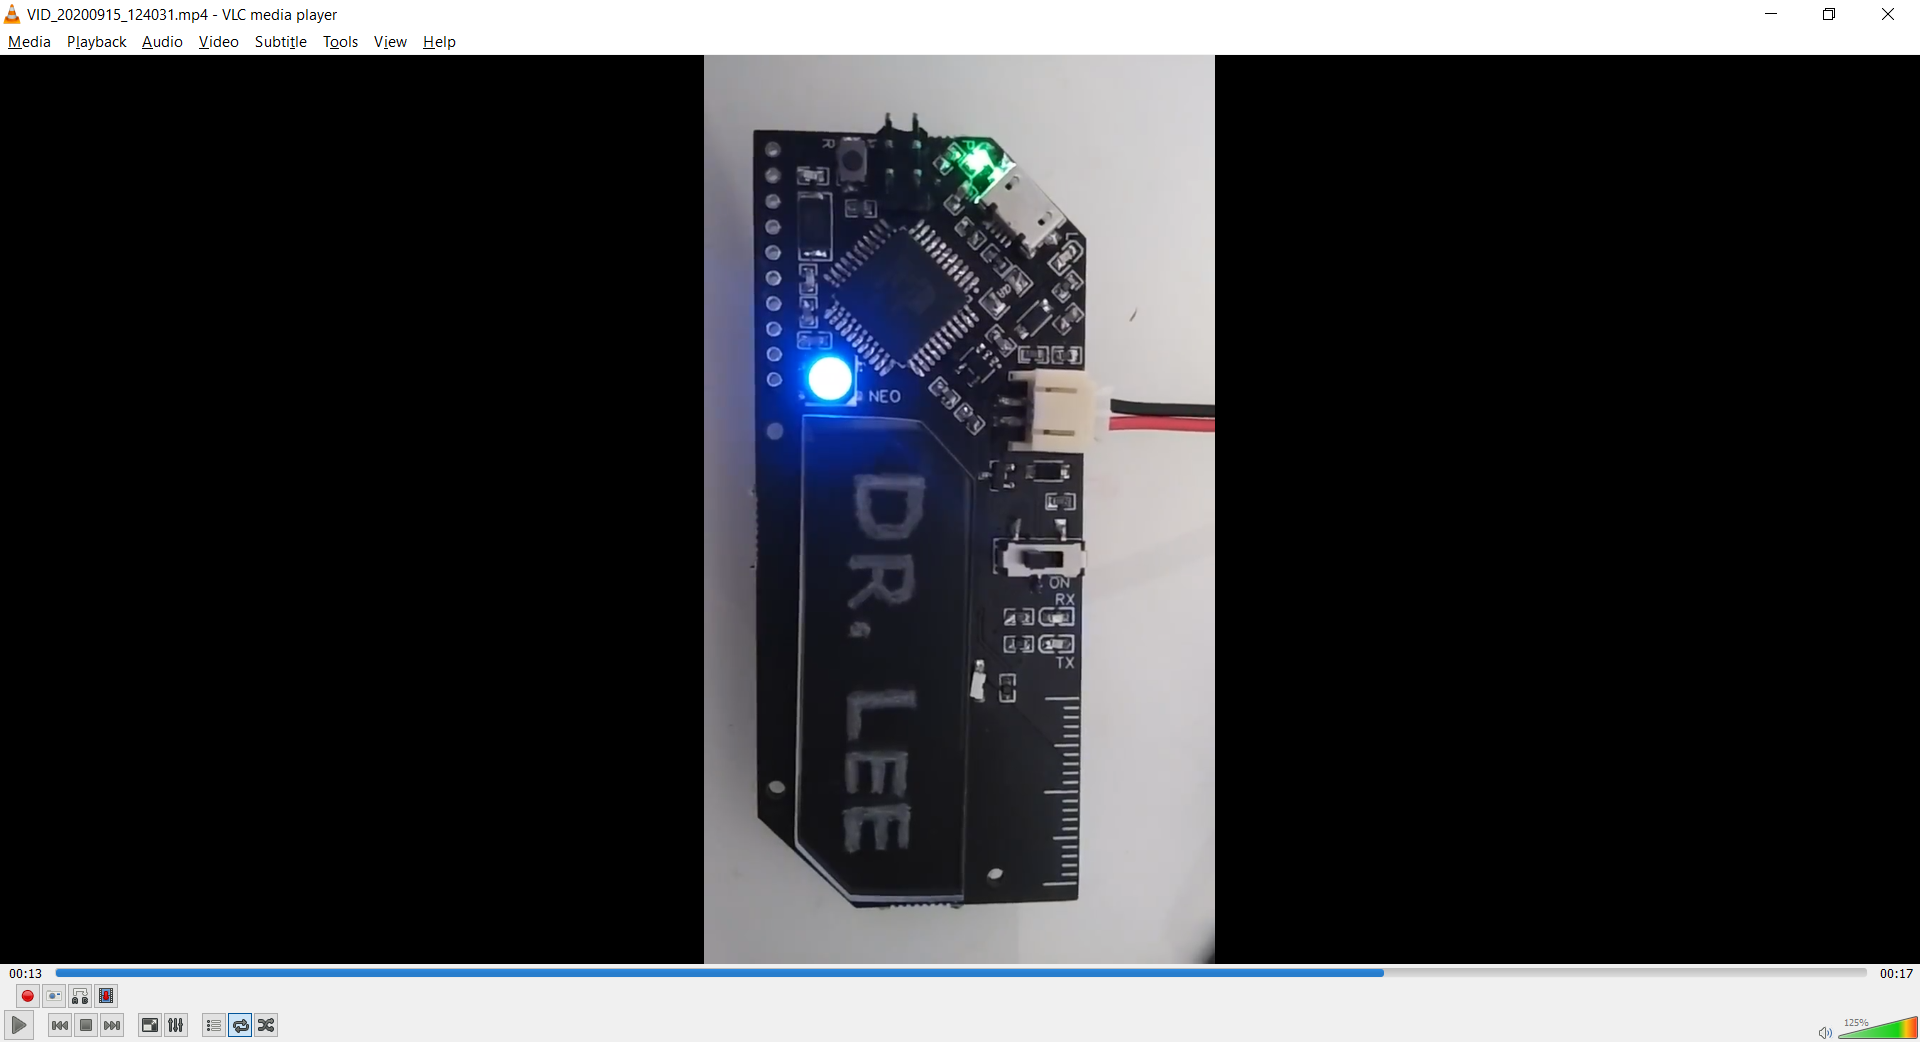 VID_20200915_124031.mp4 - VLC media player
Media Playback Audio Video Subtitle Tools View Help
R
NEO
DR. LEE
ON
RX
TX
00:13
00:17
125%